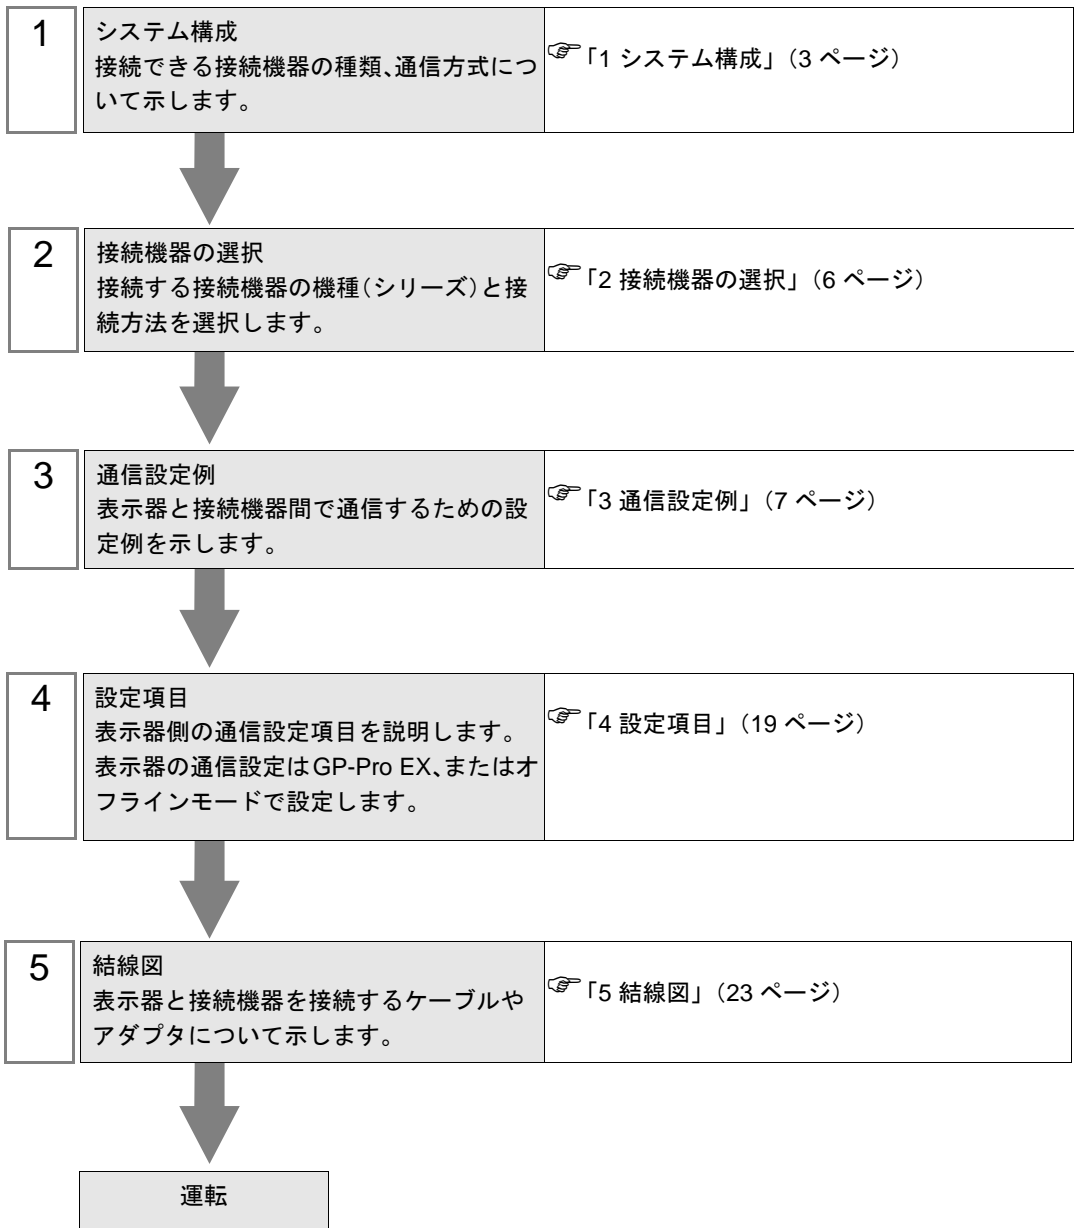 1
システム構成
接続できる接続機器の種類、通信方式につ
いて示します。
☞「1 システム構成」（3 ページ）
2
接続機器の選択
接続する接続機器の機種（シリーズ）と接
続方法を選択します。
☞「2 接続機器の選択」（6 ページ）
3
通信設定例
表示器と接続機器間で通信するための設
定例を示します。
☞「3 通信設定例」（7 ページ）
4
設定項目
表示器側の通信設定項目を説明します。
表示器の通信設定はGP-Pro EX、またはオ
フラインモードで設定します。
☞「4 設定項目」（19 ページ）
5
結線図
表示器と接続機器を接続するケーブルや
アダプタについて示します。
☞「5 結線図」（23 ページ）
運転